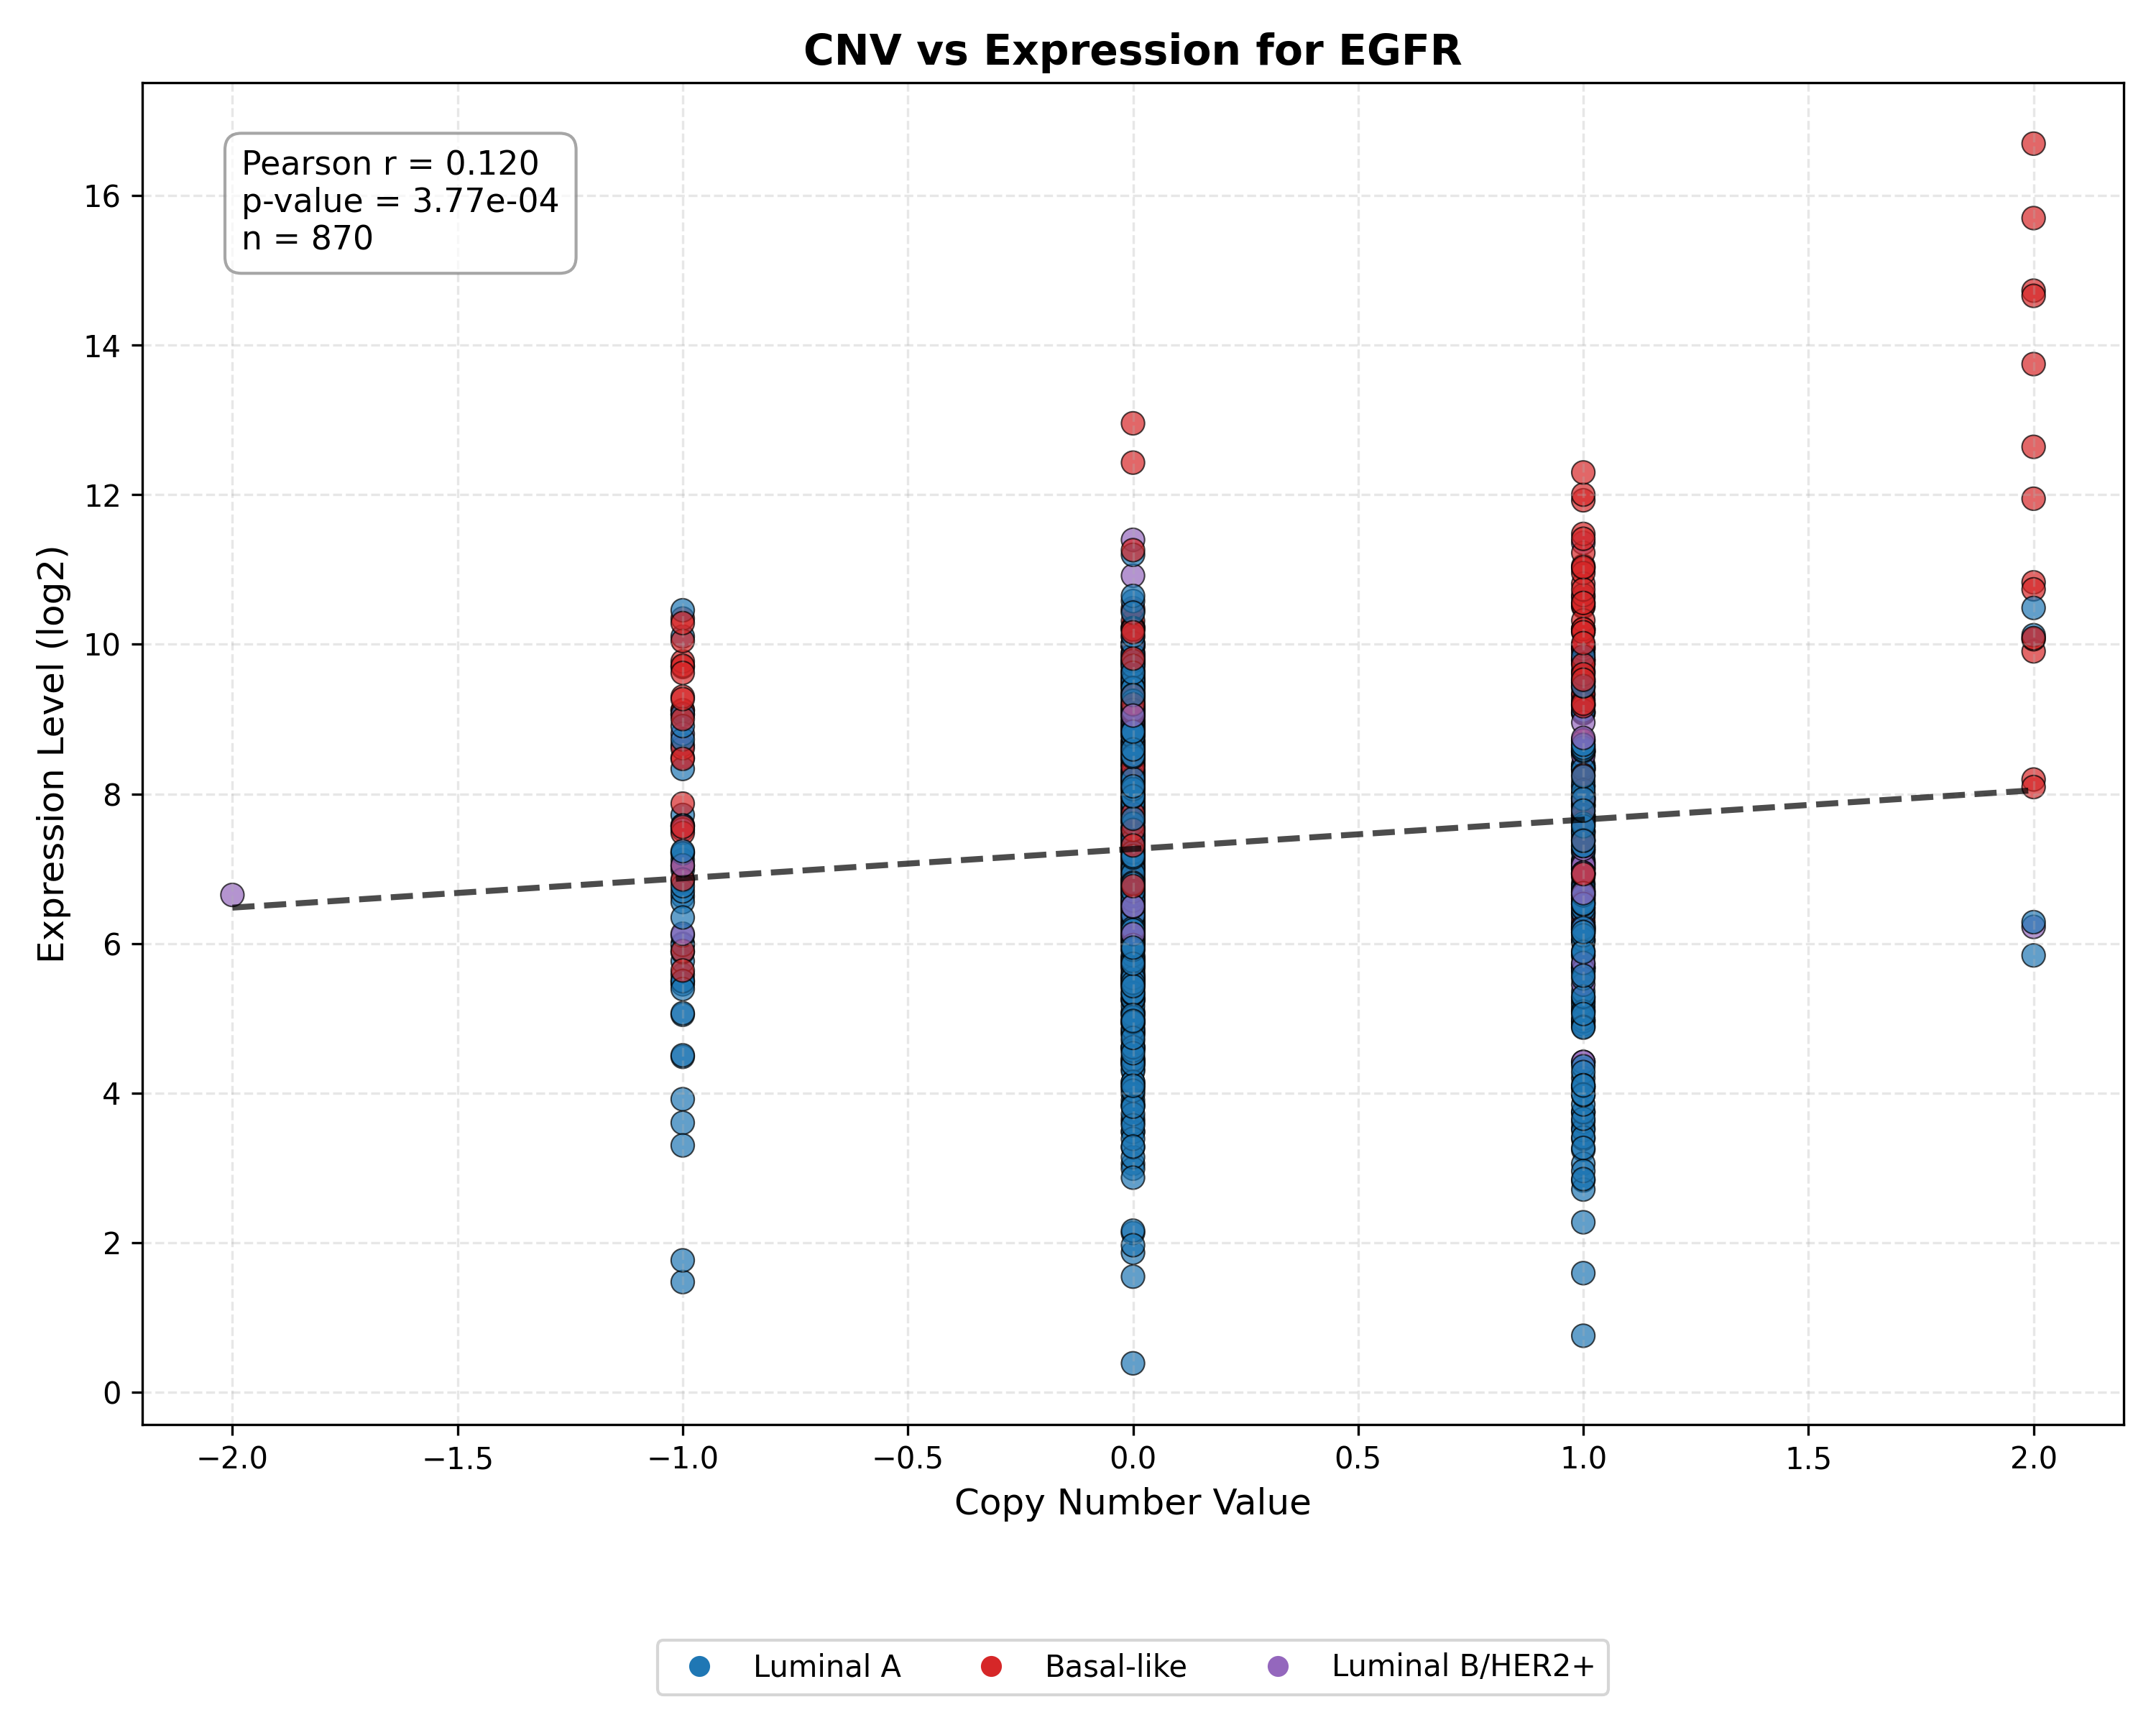 CNV vs Expression for EGFR
Pearson r = 0.120
p-value = 3.77e-04
n = 870
Expression Level (log2)
16
14
12
10
8
6
4
2
0
−2.0 −1.5 −1.0 −0.5 0.0 0.5 1.0 1.5 2.0
Copy Number Value
Luminal A Basal-like Luminal B/HER2+